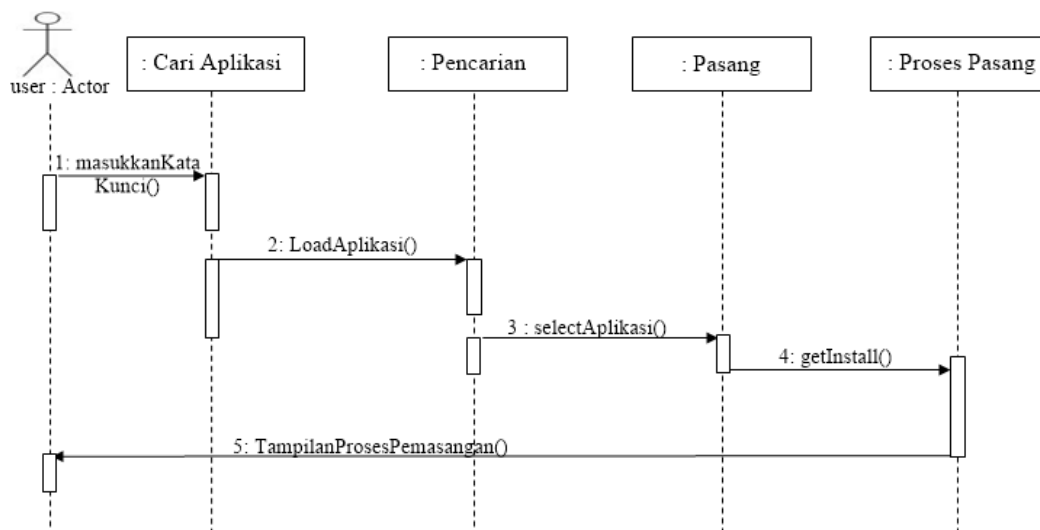 user : Actor
: Cari Aplikasi
: Pencarian
: Pasang
: Proses Pasang
1: masukkanKata
Kunci()
2: LoadAplikasi()
3 : selectAplikasi()
4: getInstall()
5: TampilanProsesPemasangan()